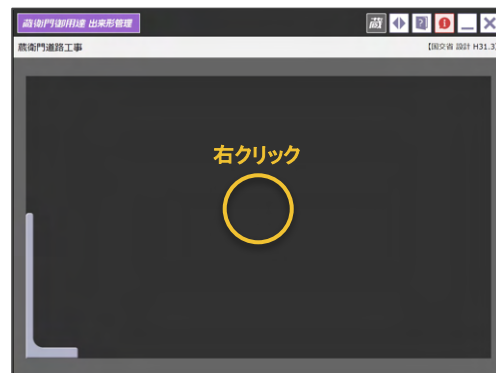 蔵衛門御用達 出来形管理
蔵
蔵衛門道路工事
【国交省 設計 H31.3】
右クリック